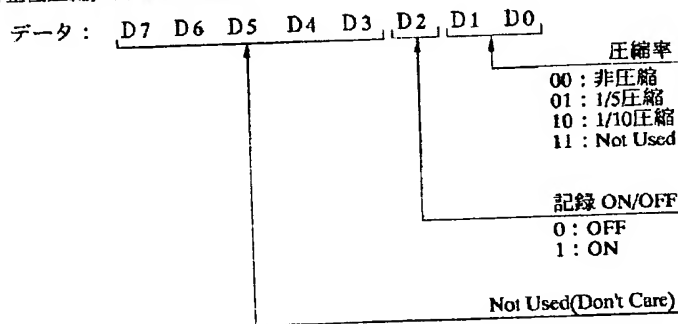 データ： D7 D6 D5 D4 D3 D2 D1 D0
圧縮率
00：非圧縮
01：1/5圧縮
10：1/10圧縮
11：Not Used
記録 ON/OFF
0：OFF
1：ON
Not Used(Don't Care)